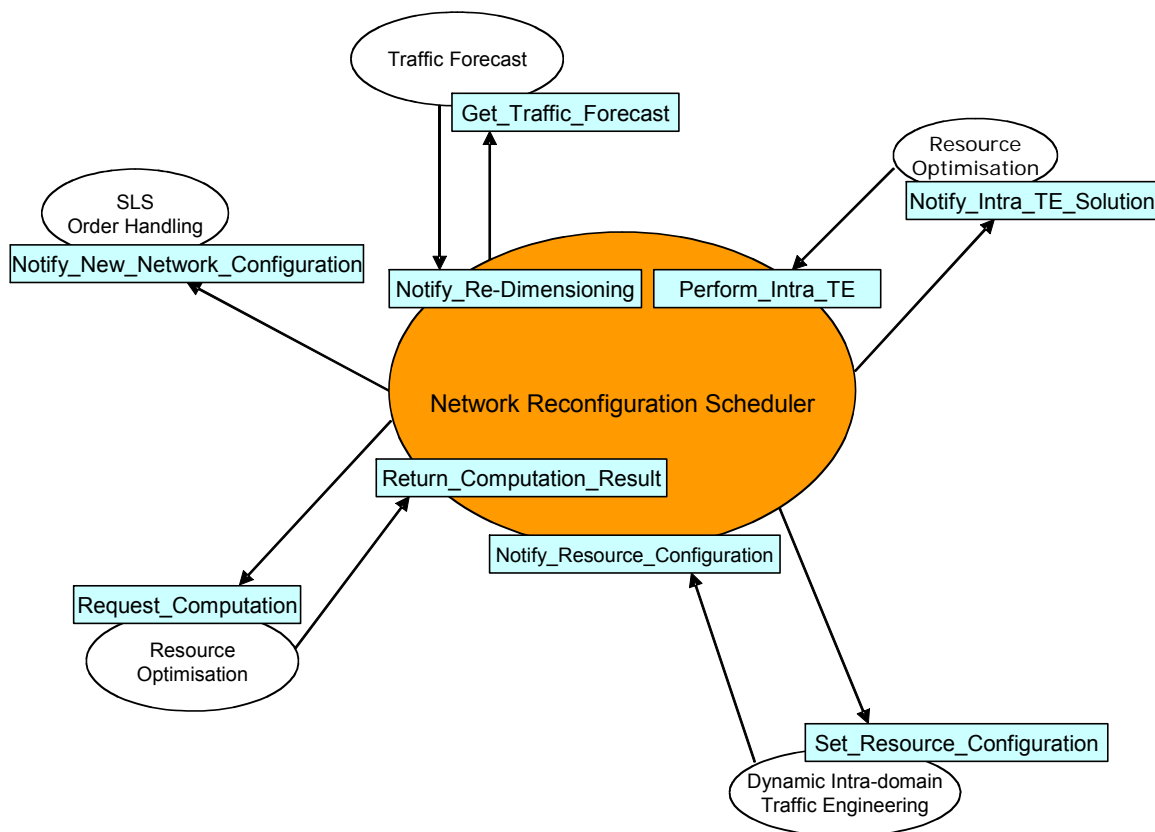 Traffic Forecast
Get_Traffic_Forecast
Resource
Optimisation
Notify_Intra_TE_Solution
SLS
Order Handling
Notify_New_Network_Configuration
Notify_Re-Dimensioning
Perform_Intra_TE
Network Reconfiguration Scheduler
Return_Computation_Result
Notify_Resource_Configuration
Request_Computation
Resource
Optimisation
Set_Resource_Configuration
Dynamic Intra-domain
Traffic Engineering